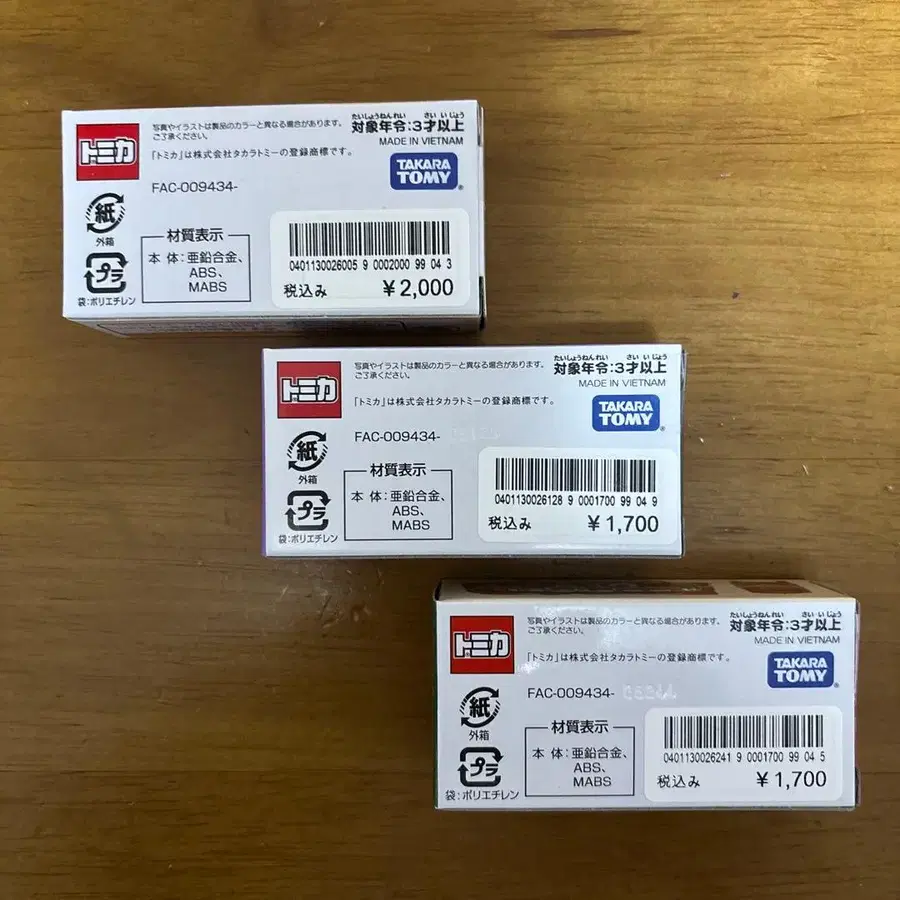 トミカ
写真やイラストは製品のカラーと異なる場合があります。
ご了承ください。
「トミカ」は株式会社タカラトミーの登録商標です。
たいしょうねんれい さい いじょう
対象年令:3才以上
MADE IN VIETNAM
TAKARA
TOMY®
FAC-009434-
紙
外箱
プラ
袋:ポリエチレン
材質表示
本 体:亜鉛合金、
ABS、
MABS
0401130026005 9 0002000 99 04 3
税込み ¥2,000
トミカ
写真やイラストは製品のカラーと異なる場合があります。
ご了承ください。
「トミカ」は株式会社タカラトミーの登録商標です。
たいしょうねんれい さい いじょう
対象年令:3才以上
MADE IN VIETNAM
TAKARA
TOMY®
FAC-009434-
紙
外箱
プラ
袋:ポリエチレン
材質表示
本 体:亜鉛合金、
ABS、
MABS
0401130026128 9 0001700 99 04 9
税込み ¥1,700
トミカ
写真やイラストは製品のカラーと異なる場合があります。
ご了承ください。
「トミカ」は株式会社タカラトミーの登録商標です。
たいしょうねんれい さい いじょう
対象年令:3才以上
MADE IN VIETNAM
TAKARA
TOMY®
FAC-009434-
紙
外箱
プラ
袋:ポリエチレン
材質表示
本 体:亜鉛合金、
ABS、
MABS
0401130026241 9 0001700 99 04 5
税込み ¥1,700